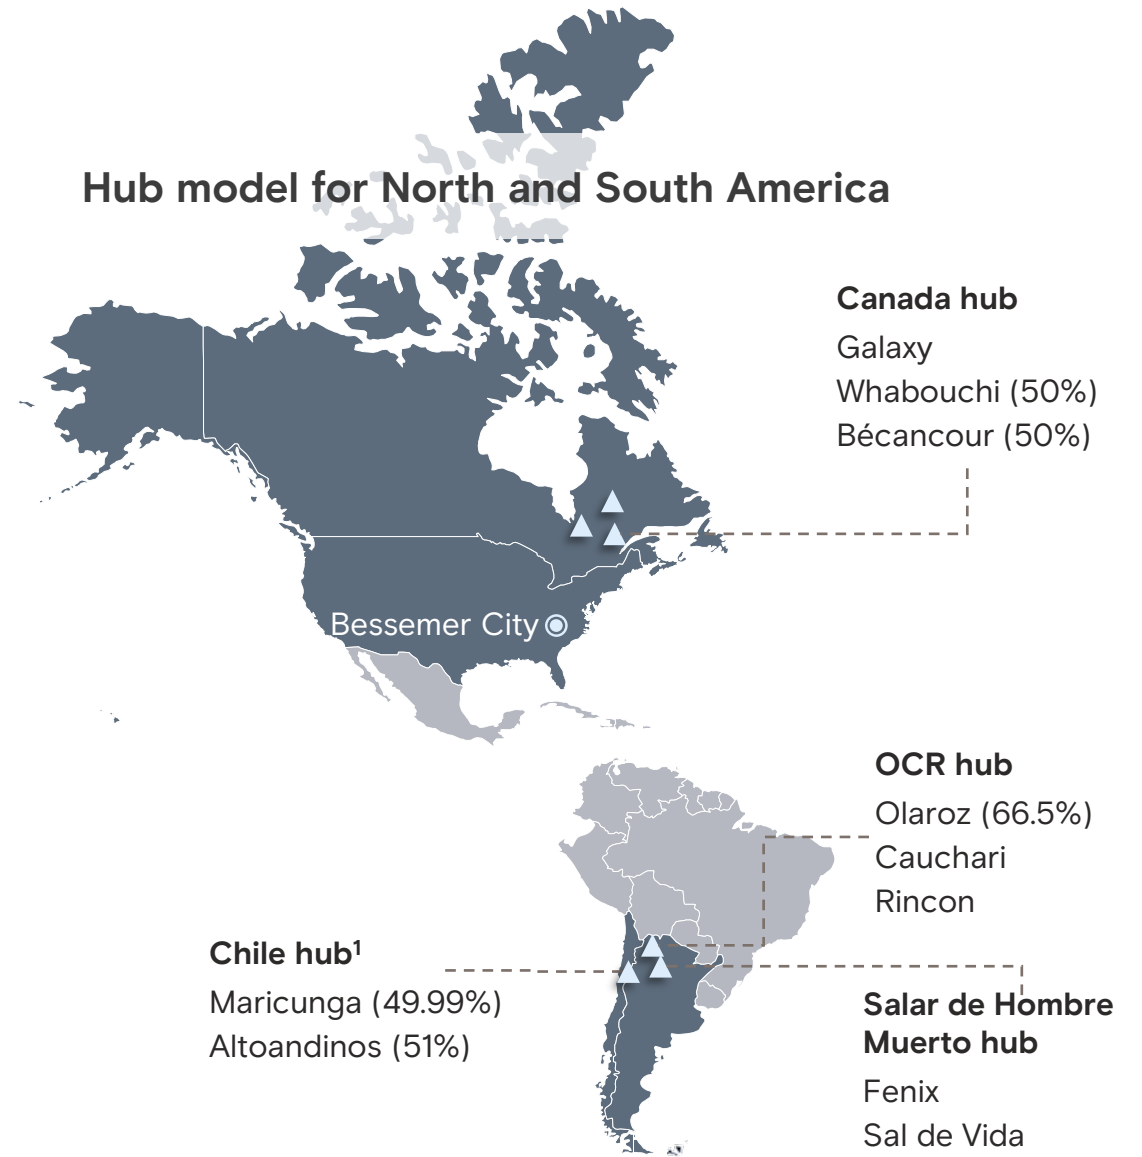 Hub model for North and South America
Canada hub
Galaxy
Whabouchi (50%)
Bécancour (50%)
Bessemer City
OCR hub
Olaroz (66.5%)
Cauchari
Rincon
Chile hub¹
Maricunga (49.99%)
Altoandinos (51%)
Salar de Hombre
Muerto hub
Fenix
Sal de Vida